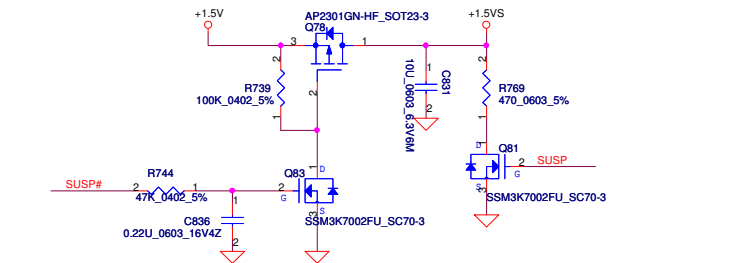 +1.5V
AP2301GN-HF_SOT23-3
Q78
+1.5VS
3
1
2
R739
100K_0402_5%
1
2
1
C831
10U_0603_6.3V6M
2
2
R769
470_0603_5%
1
1
D
Q81
2
SUSP
G
S
3
SSM3K7002FU_SC70-3
SUSP#
2
R744
1
47K_0402_5%
1
C836
0.22U_0603_16V4Z
2
1
D
Q83
2
G
S
3
SSM3K7002FU_SC70-3